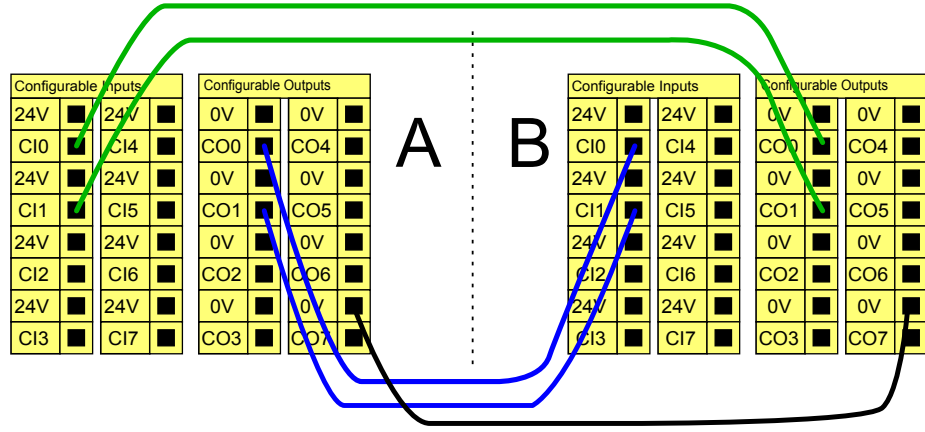 Configurable Inputs
24V 24V
CI0 CI4
24V 24V
CI1 CI5
24V 24V
CI2 CI6
24V 24V
CI3 CI7
Configurable Outputs
0V 0V
CO0 CO4
0V 0V
CO1 CO5
0V 0V
CO2 CO6
0V 0V
CO3 CO7
A
B
Configurable Inputs
24V 24V
CI0 CI4
24V 24V
CI1 CI5
24V 24V
CI2 CI6
24V 24V
CI3 CI7
Configurable Outputs
0V 0V
CO0 CO4
0V 0V
CO1 CO5
0V 0V
CO2 CO6
0V 0V
CO3 CO7